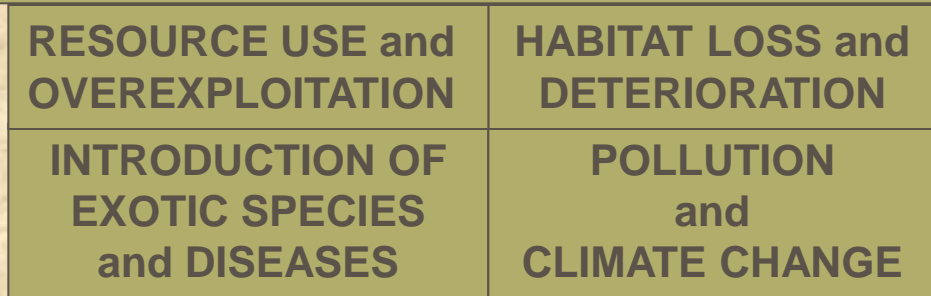 RESOURCE USE and
OVEREXPLOITATION
HABITAT LOSS and
DETERIORATION
INTRODUCTION OF
EXOTIC SPECIES
and DISEASES
POLLUTION
and
CLIMATE CHANGE